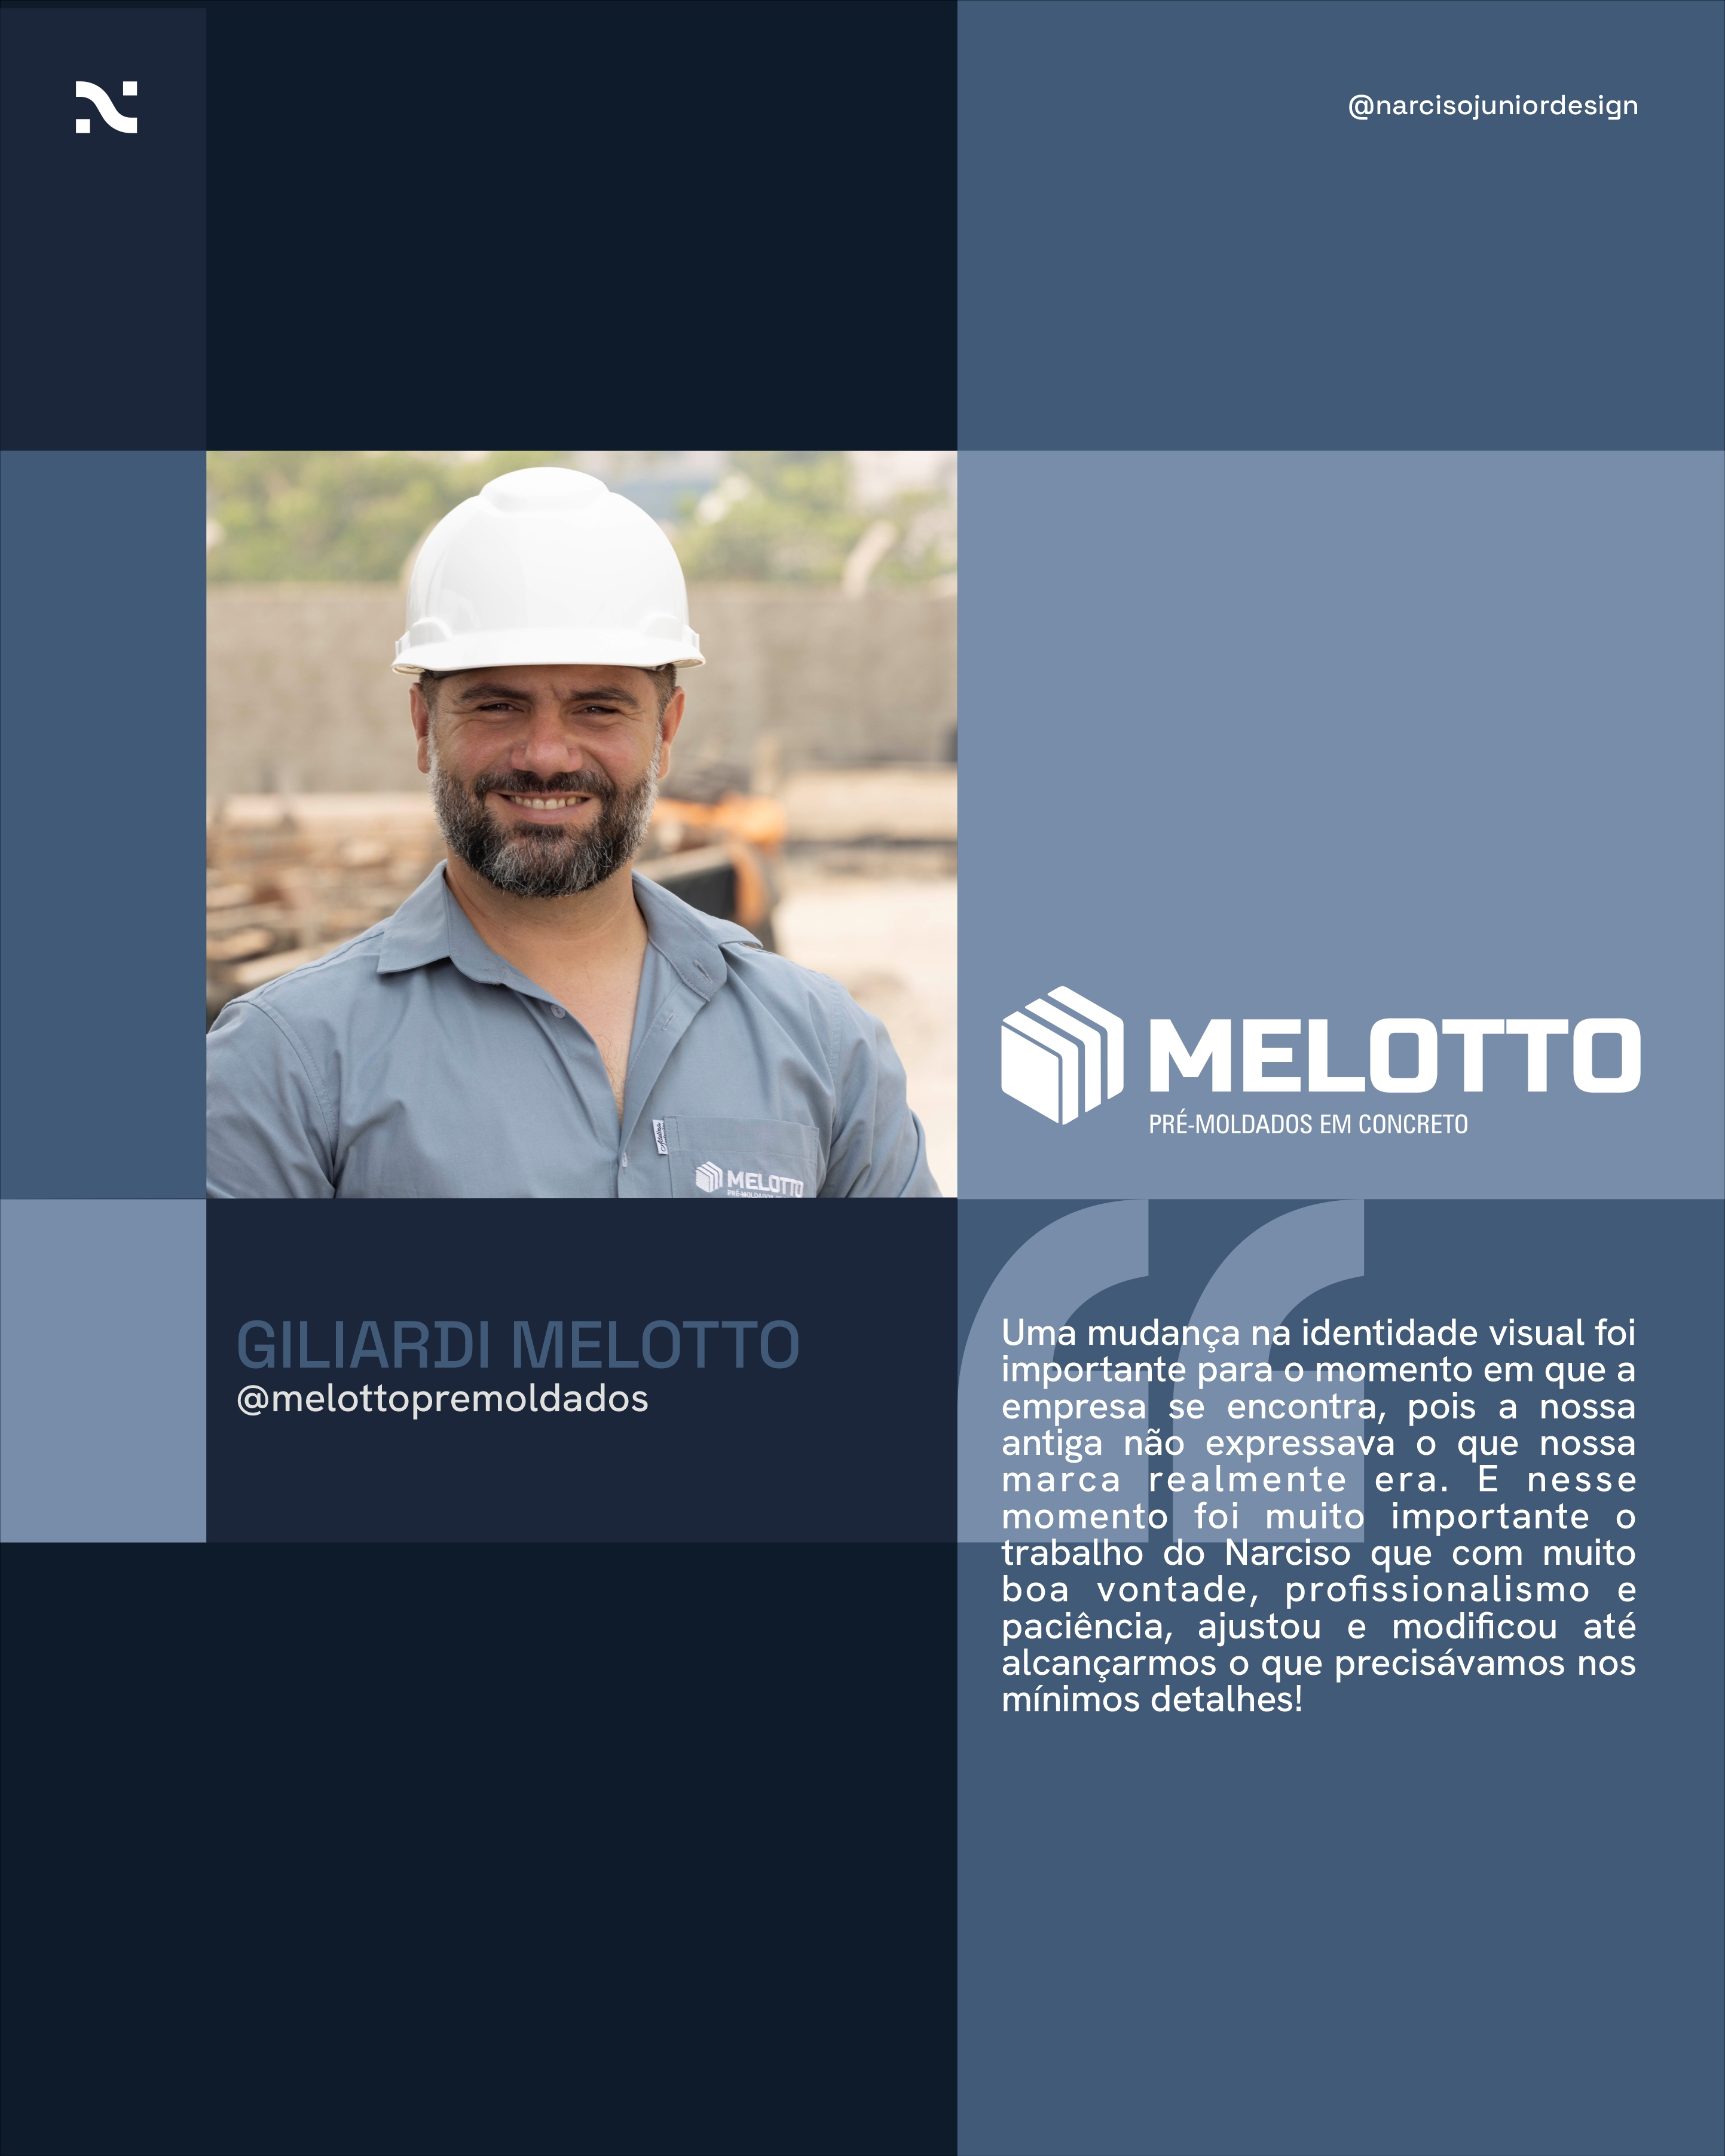 @narcisojuniordesign
MELOTTO
PRÉ-MOLDADOS EM CONCRETO
MELOTTO
GILIARDI MELOTTO
@melottopremoldados
Uma mudança na identidade visual foi
importante para o momento em que a
empresa se encontra, pois a nossa
antiga não expressava o que nossa
marca realmente era. E nesse
momento foi muito importante o
trabalho do Narciso que com muito
boa vontade, profissionalismo e
paciência, ajustou e modificou até
alcançarmos o que precisávamos nos
mínimos detalhes!